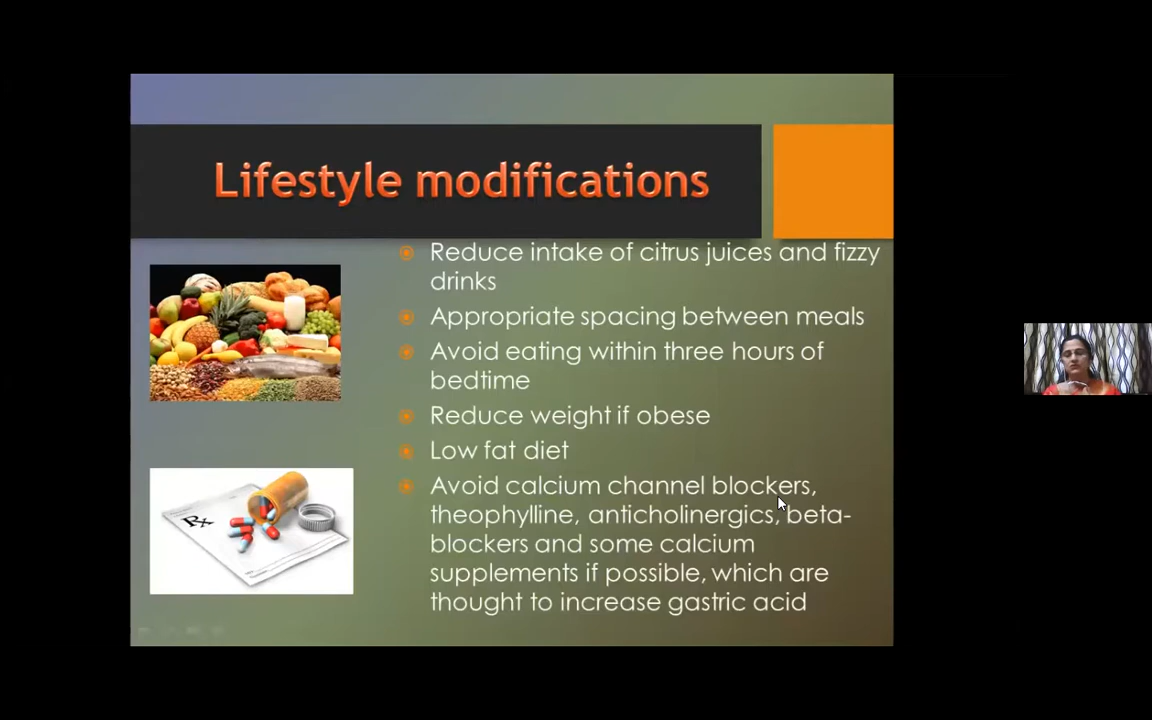 Lifestyle modifications
Reduce intake of citrus juices and fizzy
drinks
Appropriate spacing between meals
Avoid eating within three hours of
bedtime
Reduce weight if obese
Low fat diet
Avoid calcium channel blockers,
theophylline, anticholinergics, beta-
blockers and some calcium
supplements if possible, which are
thought to increase gastric acid
Rx